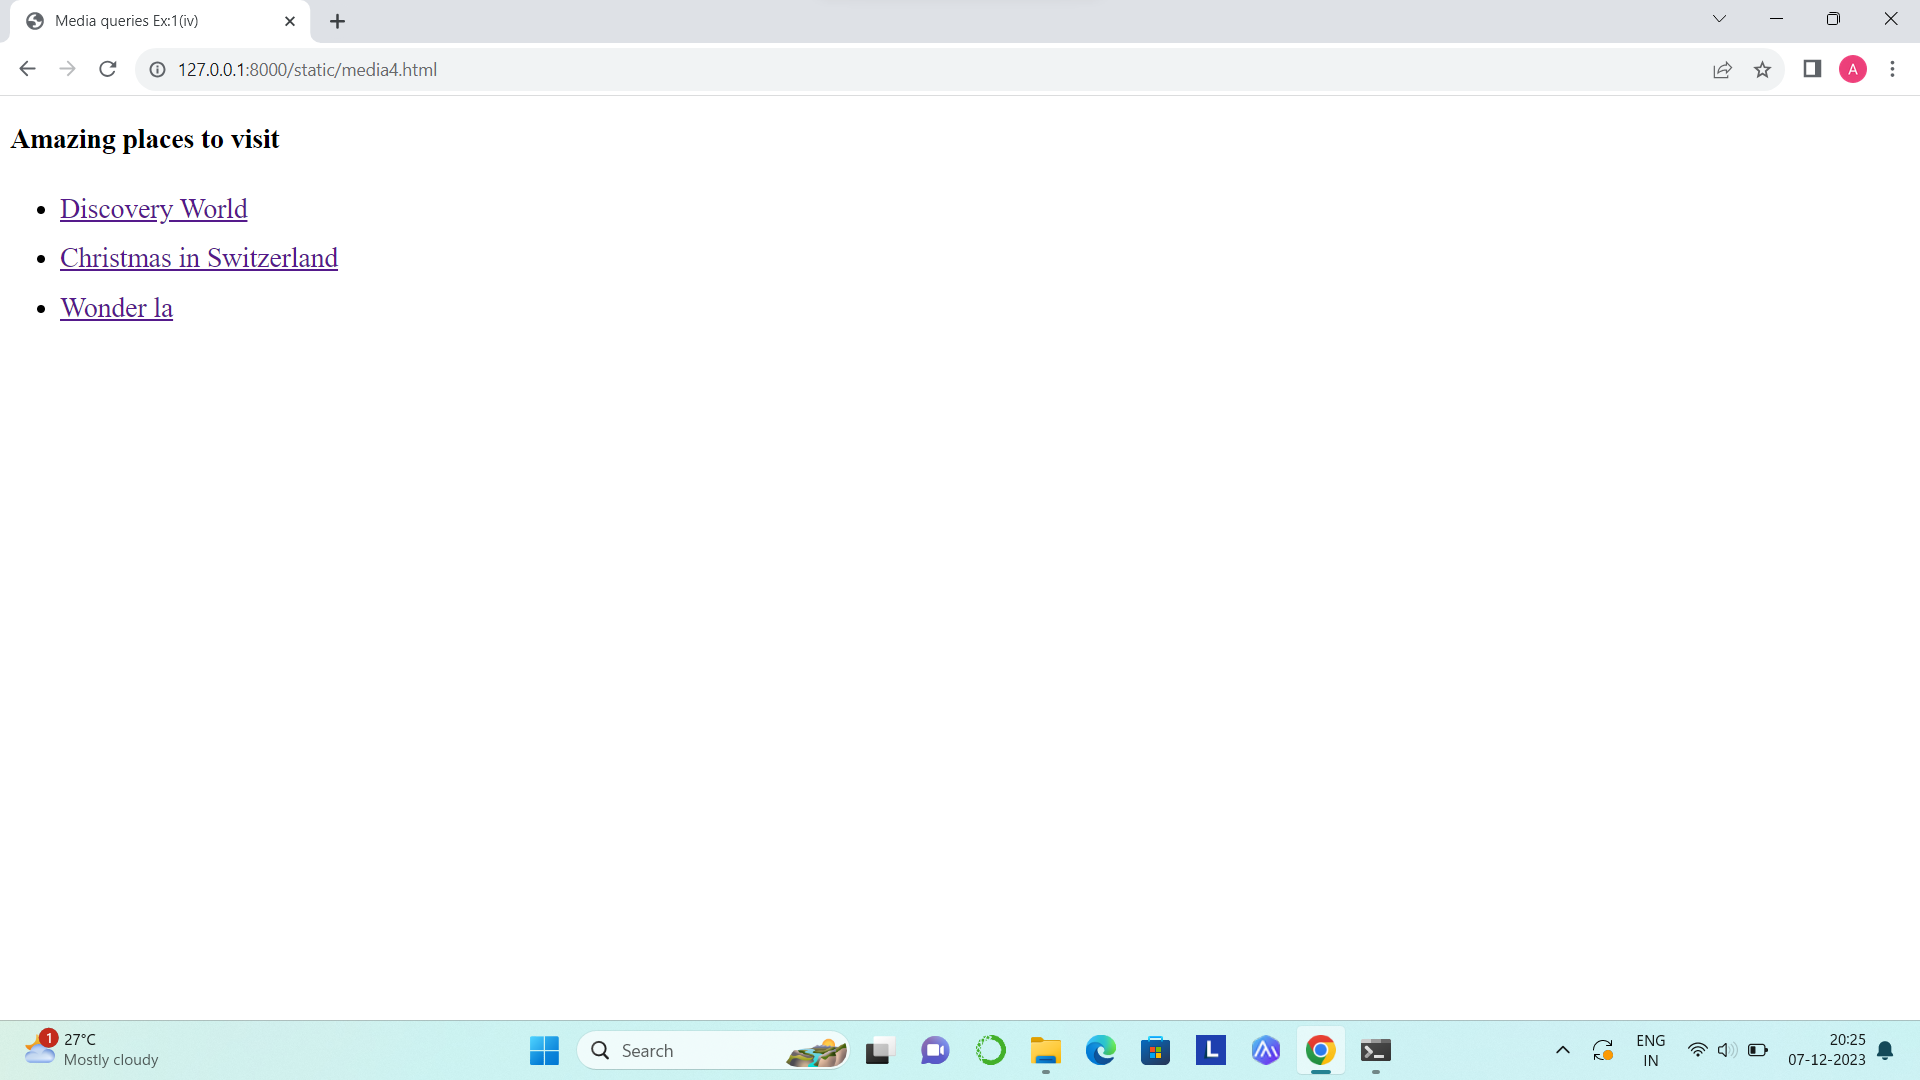 Media queries Ex:1(iv)
127.0.0.1:8000/static/media4.html
A
Amazing places to visit
Discovery World
Christmas in Switzerland
Wonder la
1
27°C
Mostly cloudy
Search
L
ENG
IN
20:25
07-12-2023